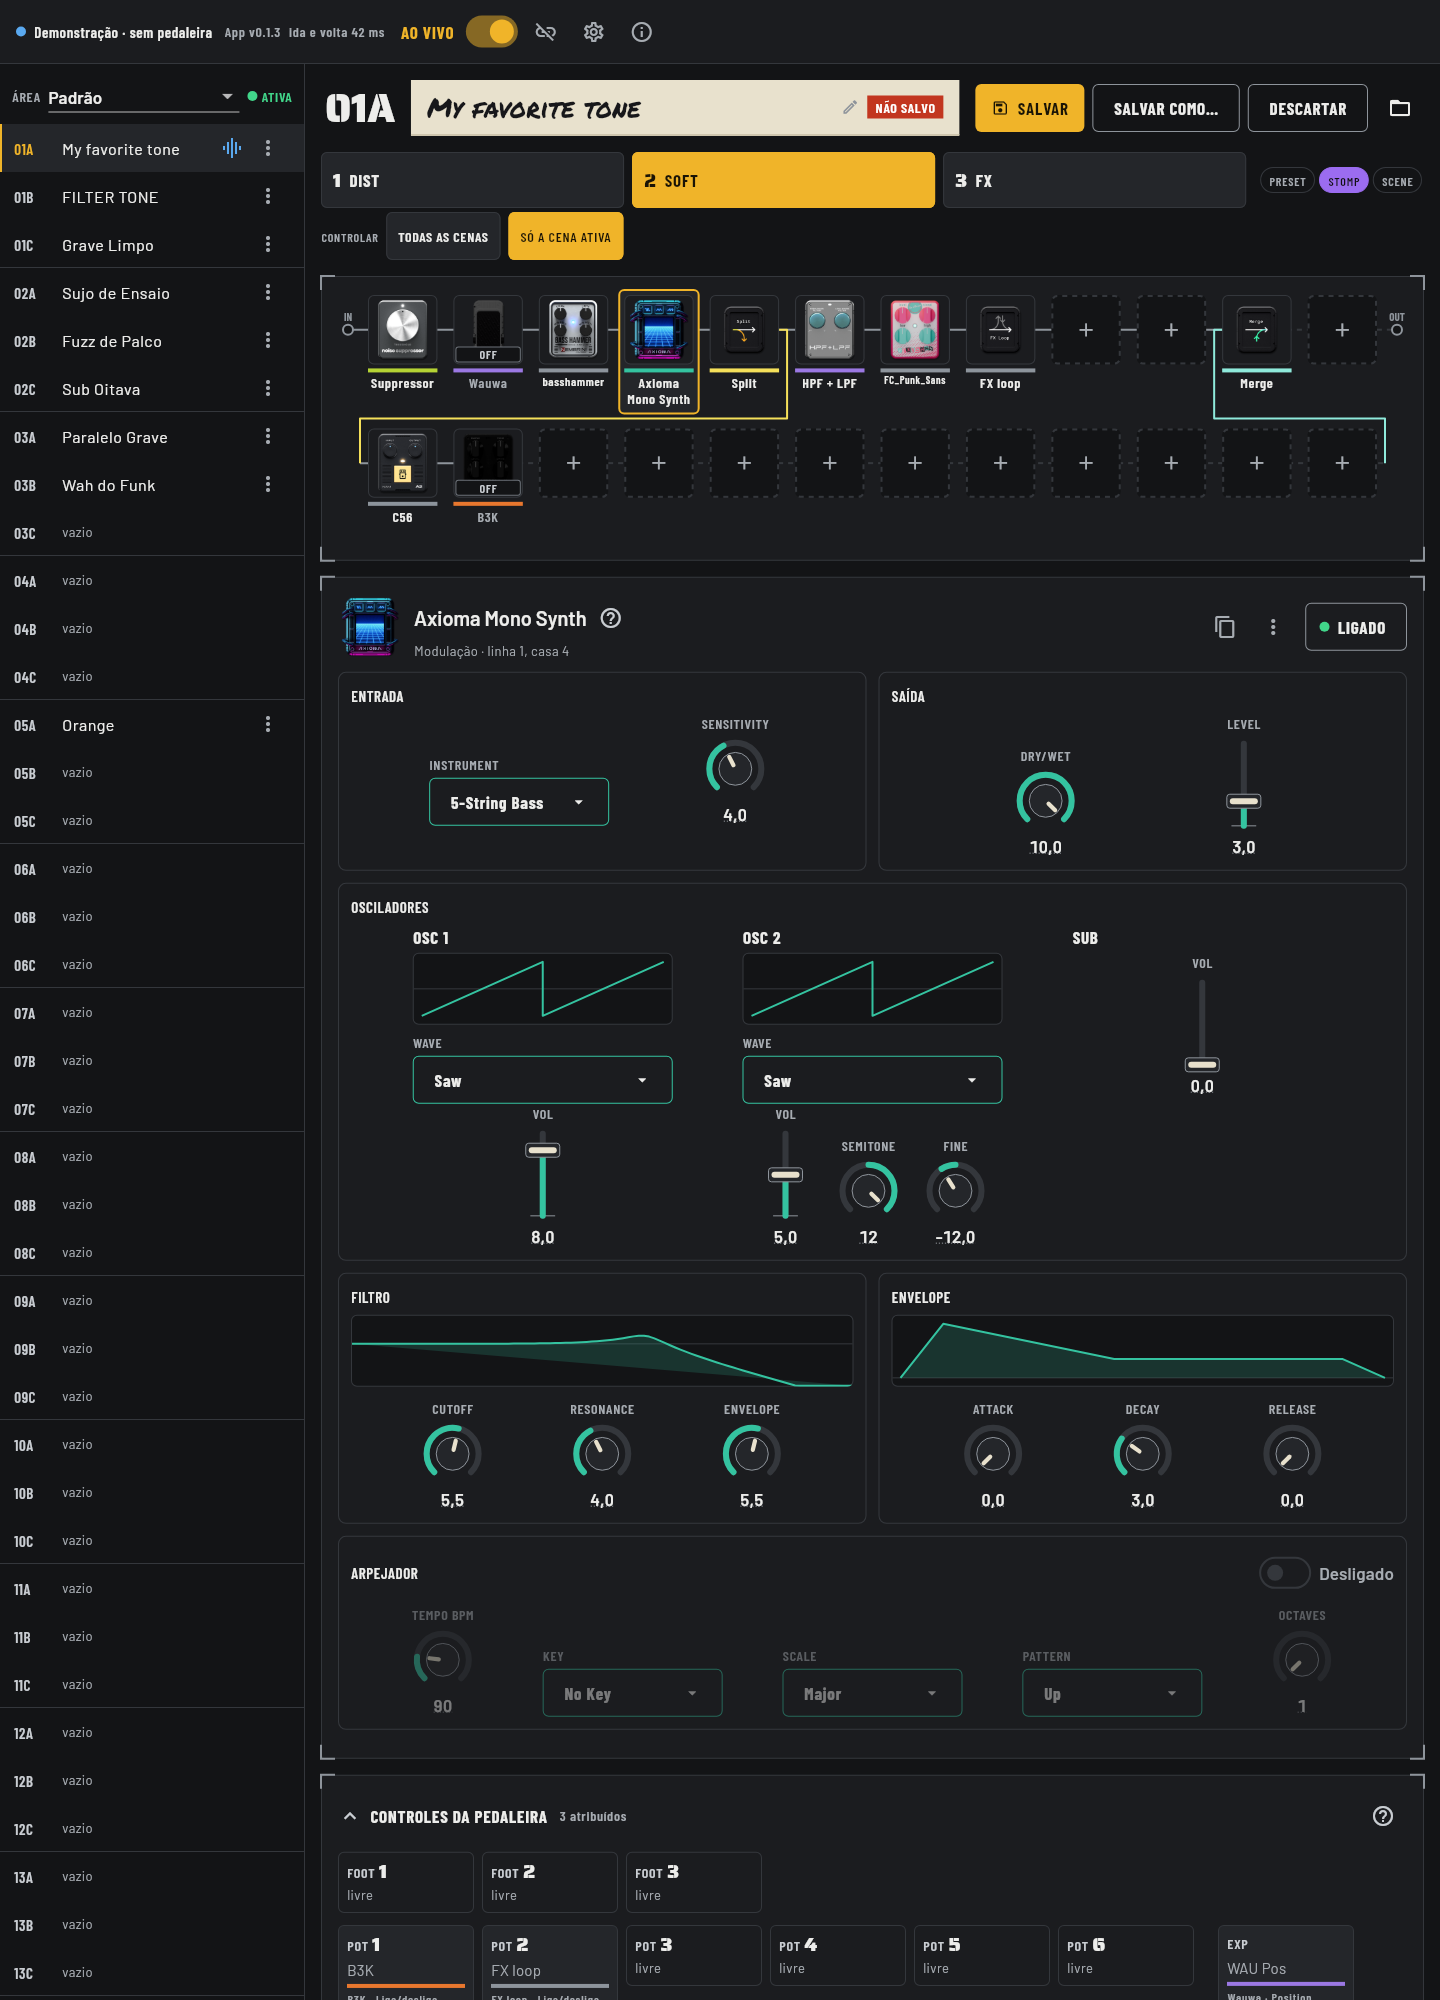 Demonstração · sem pedaleira App v0.1.3 Ida e volta 42 ms AO VIVO
ÁREA Padrão ATIVA
01A My favorite tone
01B FILTER TONE
01C Grave Limpo
02A Sujo de Ensaio
02B Fuzz de Palco
02C Sub Oitava
03A Paralelo Grave
03B Wah do Funk
03C vazio
04A vazio
04B vazio
04C vazio
05A Orange
05B vazio
05C vazio
06A vazio
06B vazio
06C vazio
07A vazio
07B vazio
07C vazio
08A vazio
08B vazio
08C vazio
09A vazio
09B vazio
09C vazio
10A vazio
10B vazio
10C vazio
11A vazio
11B vazio
11C vazio
12A vazio
12B vazio
12C vazio
13A vazio
13B vazio
13C vazio
01A My favorite tone NÃO SALVO SALVAR SALVAR COMO... DESCARTAR
1 DIST 2 SOFT 3 FX PRESET STOMP SCENE
CONTROLAR TODAS AS CENAS SÓ A CENA ATIVA
IN OUT
OFF
Suppressor Wauwa basshammer Axioma Mono Synth Split HPF + LPF FC_Punk_Sans FX loop Merge
OFF
C56 B3K
Axioma Mono Synth
Modulação · linha 1, casa 4
LIGADO
ENTRADA
INSTRUMENT SENSITIVITY
5-String Bass
4,0
SAÍDA
DRY/WET LEVEL
10,0 3,0
OSCILADORES
OSC 1 OSC 2 SUB
WAVE WAVE VOL
Saw Saw 0,0
VOL VOL SEMITONE FINE
8,0 5,0 12 -12,0
FILTRO
CUTOFF RESONANCE ENVELOPE
5,5 4,0 5,5
ENVELOPE
ATTACK DECAY RELEASE
0,0 3,0 0,0
ARPEJADOR Desligado
TEMPO BPM KEY SCALE PATTERN OCTAVES
90 No Key Major Up 1
CONTROLES DA PEDALEIRA 3 atribuídos
FOOT 1 FOOT 2 FOOT 3
livre livre livre
POT 1 POT 2 POT 3 POT 4 POT 5 POT 6 EXP
B3K FX loop livre livre livre livre WAU Pos